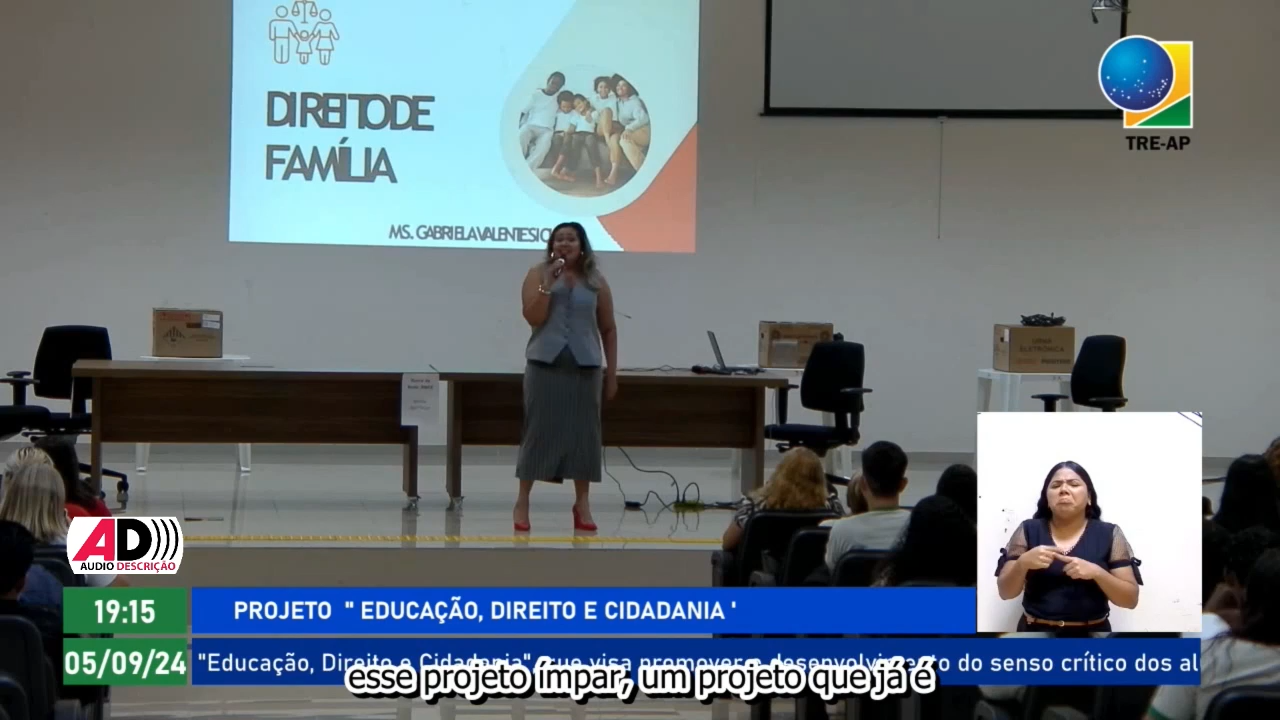 DIREITO DE
FAMÍLIA
MS. GABRIELA VALENTE
TRE-AP
URNA
ELETRÔNICA
AD)))
AUDIO DESCRIÇÃO
19:15
PROJETO " EDUCAÇÃO, DIREITO E CIDADANIA '
05/09/24
"Educação, Direito e Cidadania", que visa promover o desenvolvimento do senso crítico dos al
esse projeto ímpar, um projeto que já é